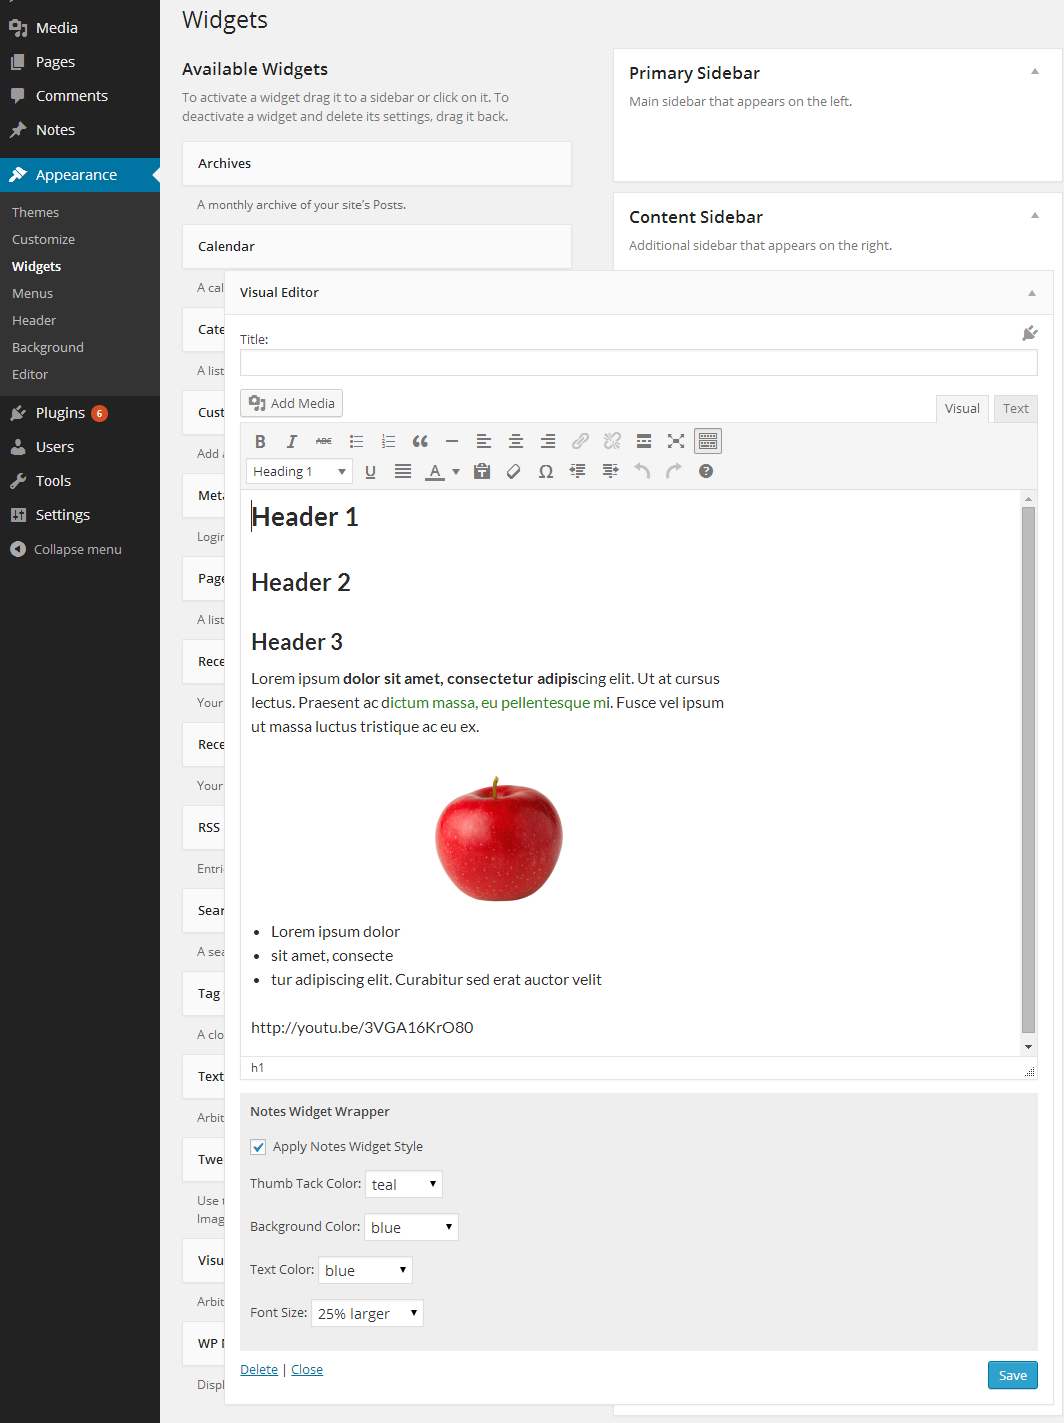 Media
Pages
Comments
Notes
Appearance
Themes
Customize
Widgets
Menus
Header
Background
Editor
Plugins 6
Users
Tools
Settings
Collapse menu
Widgets
Available Widgets
To activate a widget drag it to a sidebar or click on it. To
deactivate a widget and delete its settings, drag it back.
Archives
A monthly archive of your site's Posts.
Calendar
A cal
Cate
A list
Cust
Add a
Meta
Login
Page
A list
Rece
Your
Rece
Your
RSS
Entri
Sear
A sea
Tag
A clo
Text
Arbit
Twe
Use t
Imag
Visu
Arbit
WP
Displ
Primary Sidebar
Main sidebar that appears on the left.
Content Sidebar
Additional sidebar that appears on the right.
Visual Editor
Title:
Add Media
Visual Text
B I ABC
Heading 1 U A Ω
Header 1
Header 2
Header 3
Lorem ipsum dolor sit amet, consectetur adipiscing elit. Ut at cursus
lectus. Praesent ac dictum massa, eu pellentesque mi. Fusce vel ipsum
ut massa luctus tristique ac eu ex.
• Lorem ipsum dolor
• sit amet, consecte
• tur adipiscing elit. Curabitur sed erat auctor velit
http://youtu.be/3VGA16KrO80
h1
Notes Widget Wrapper
Apply Notes Widget Style
Thumb Tack Color: teal
Background Color: blue
Text Color: blue
Font Size: 25% larger
Delete | Close
Save